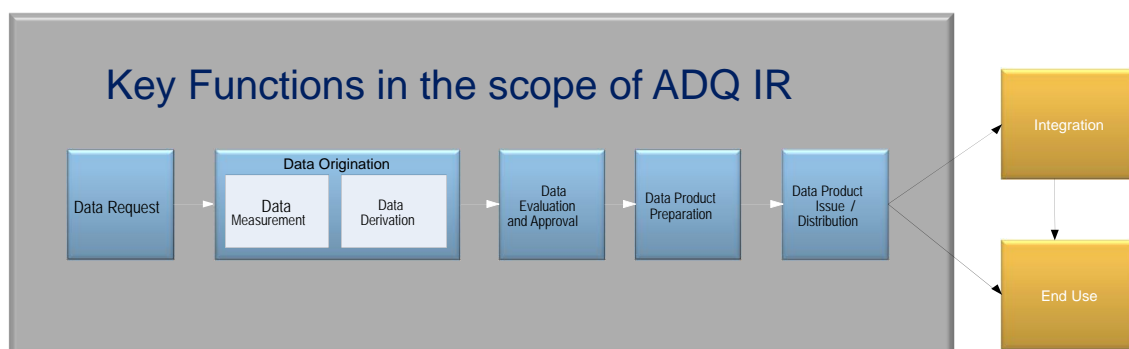 Key Functions in the scope of ADQ IR
Data Request
Data Origination
Data
Measurement
Data
Derivation
Data
Evaluation
and Approval
Data Product
Preparation
Data Product
Issue /
Distribution
Integration
End Use